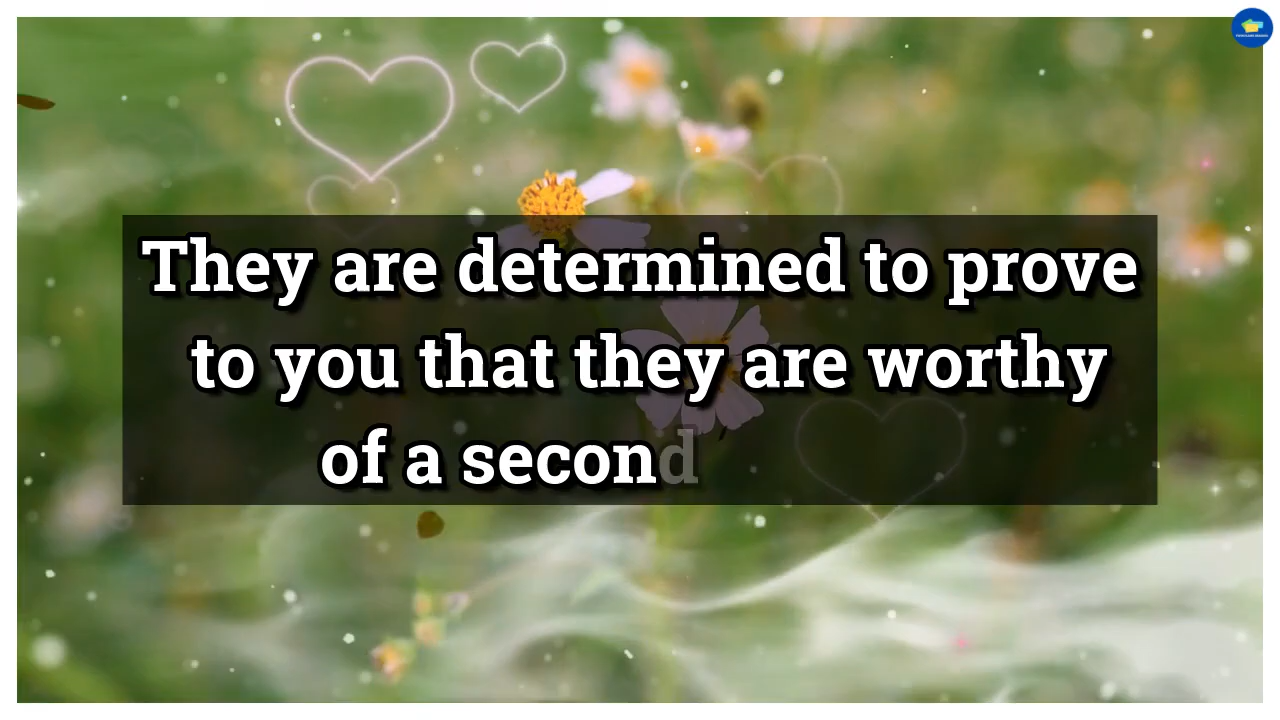 They are determined to prove
to you that they are worthy
of a second